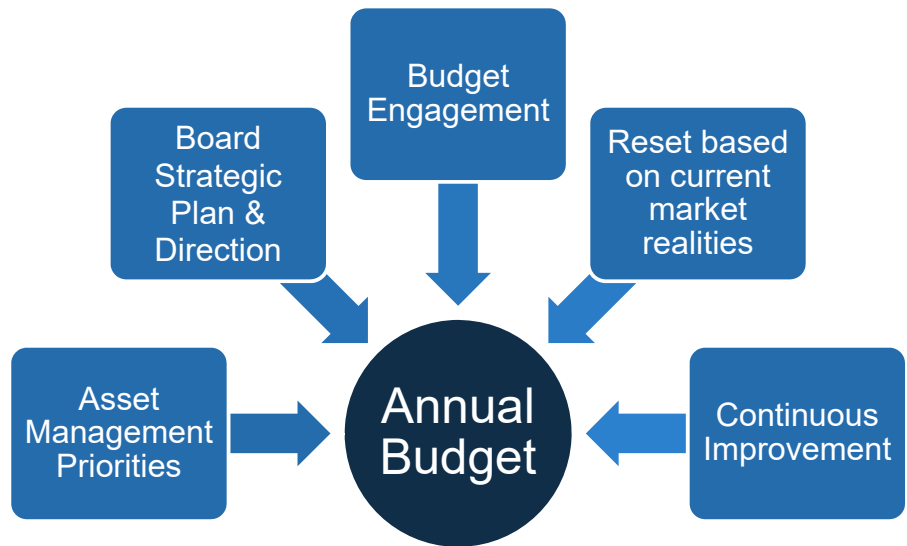 Budget
Engagement
Board
Strategic
Plan &
Direction
Reset based
on current
market
realities
Asset
Management
Priorities
Annual
Budget
Continuous
Improvement